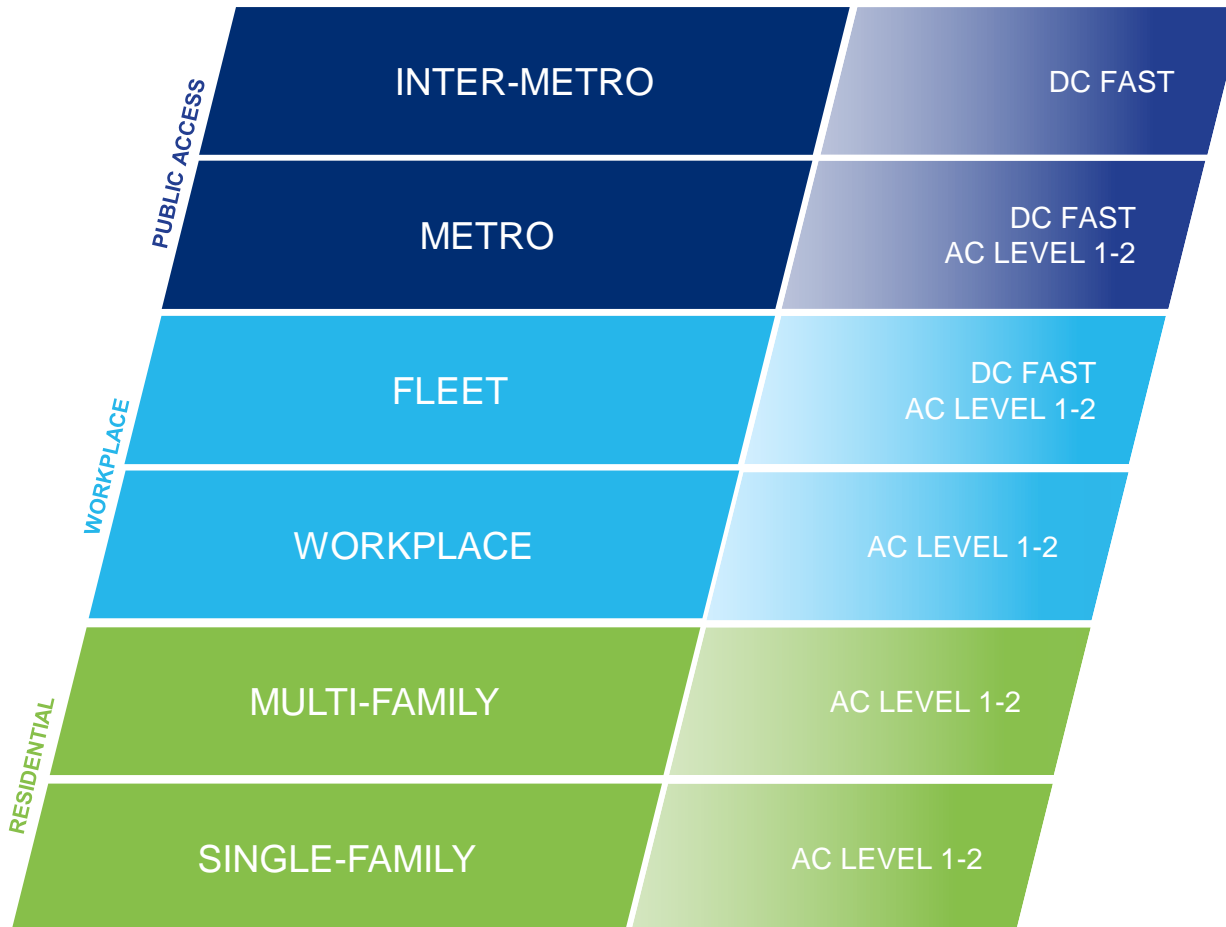 PUBLIC ACCESS
INTER-METRO
DC FAST
METRO
DC FAST
AC LEVEL 1-2
WORKPLACE
FLEET
DC FAST
AC LEVEL 1-2
WORKPLACE
AC LEVEL 1-2
RESIDENTIAL
MULTI-FAMILY
AC LEVEL 1-2
SINGLE-FAMILY
AC LEVEL 1-2